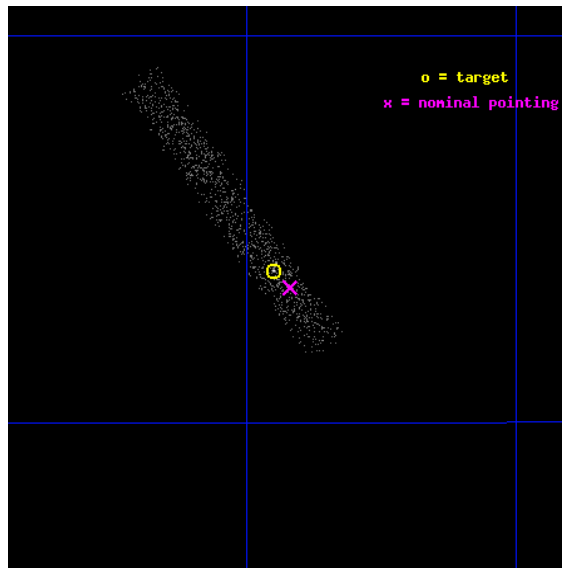 o = target
x = nominal pointing